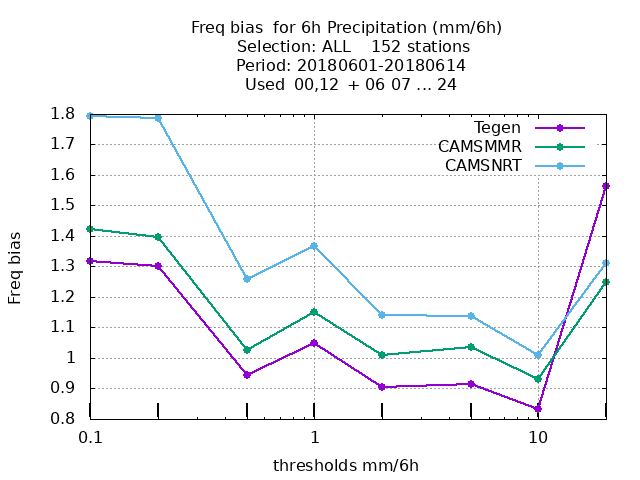 Freq bias  for 6h Precipitation (mm/6h)
Selection: ALL    152 stations
Period: 20180601-20180614
Used  00,12  + 06 07 ... 24
1.8
1.7
1.6
1.5
1.4
1.3
1.2
1.1
1
0.9
0.8
Freq bias
Tegen
CAMSMMR
CAMSNRT
0.1 1 10
thresholds mm/6h